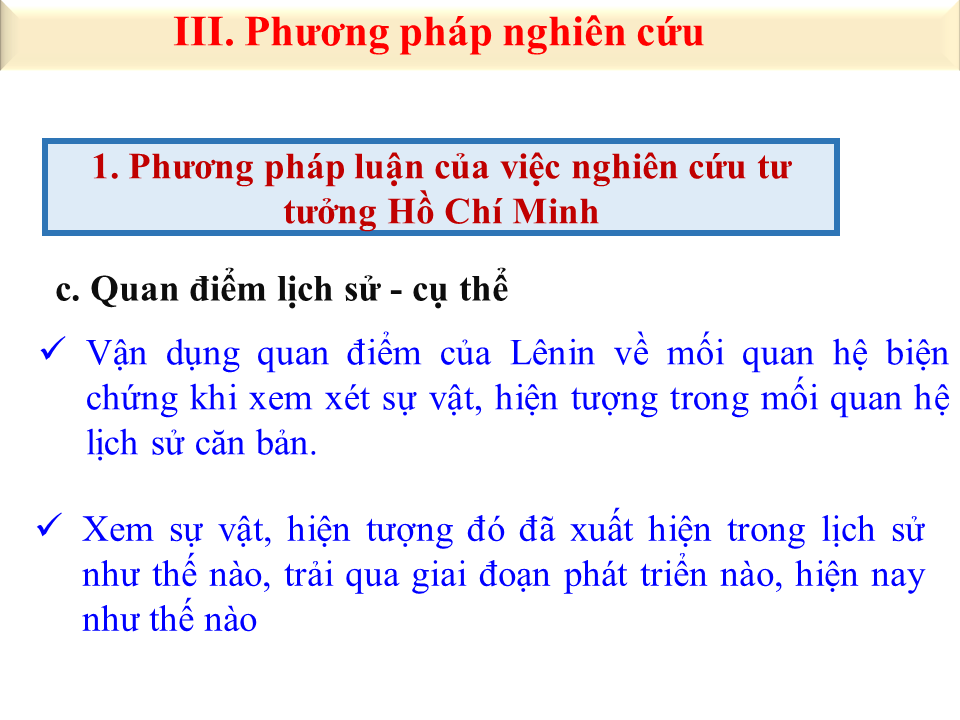 III. Phương pháp nghiên cứu
1. Phương pháp luận của việc nghiên cứu tư
tưởng Hồ Chí Minh
c. Quan điểm lịch sử - cụ thể
✓ Vận dụng quan điểm của Lênin về mối quan hệ biện
chứng khi xem xét sự vật, hiện tượng trong mối quan hệ
lịch sử căn bản.
✓ Xem sự vật, hiện tượng đó đã xuất hiện trong lịch sử
như thế nào, trải qua giai đoạn phát triển nào, hiện nay
như thế nào